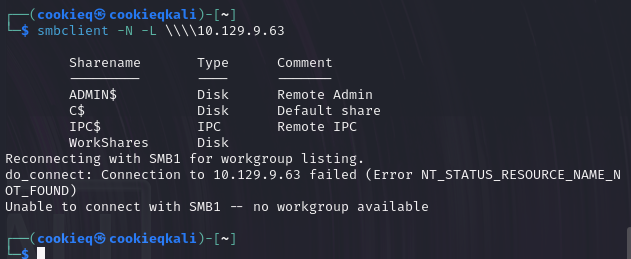 ┌──(cookieq㉿cookieqkali)-[~]
└─$ smbclient -N -L \\\\10.129.9.63

        Sharename       Type      Comment
        ---------       ----      -------
        ADMIN$          Disk      Remote Admin
        C$              Disk      Default share
        IPC$            IPC       Remote IPC
        WorkShares      Disk
Reconnecting with SMB1 for workgroup listing.
do_connect: Connection to 10.129.9.63 failed (Error NT_STATUS_RESOURCE_NAME_N
OT_FOUND)
Unable to connect with SMB1 -- no workgroup available

┌──(cookieq㉿cookieqkali)-[~]
└─$